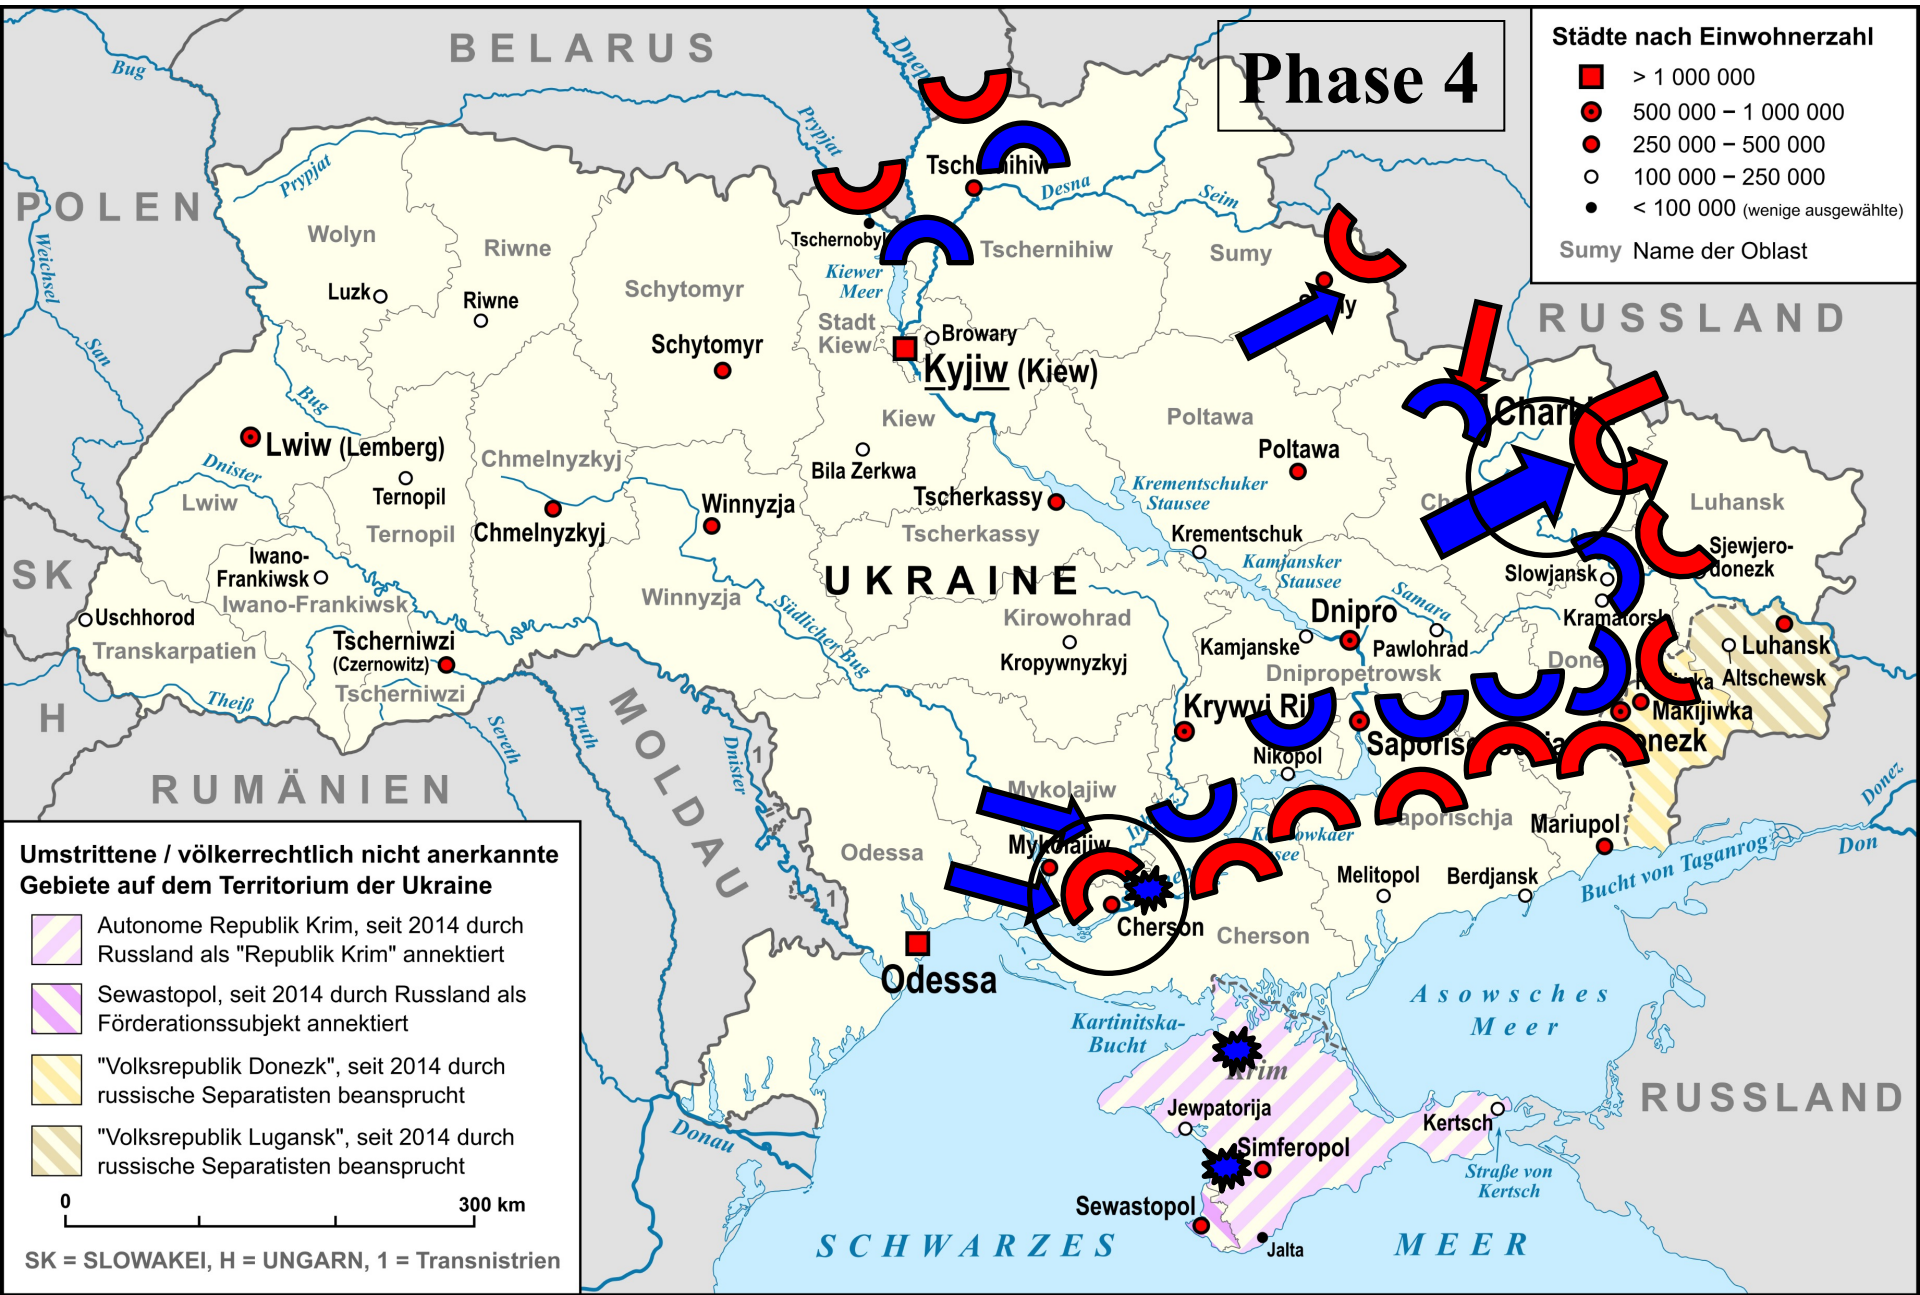 Phase 4
Städte nach Einwohnerzahl
> 1 000 000
500 000 – 1 000 000
250 000 – 500 000
100 000 – 250 000
< 100 000 (wenige ausgewählte)
Sumy Name der Oblast
BELARUS
POLEN
RUSSLAND
SK
H
RUMÄNIEN
MOLDAU
UKRAINE
RUSSLAND
Bug
Prypjat
Prypjat
Weichsel
San
Bug
Desna
Seim
Wolyn
Riwne
Schytomyr
Stadt
Kiew
Tschernihiw
Sumy
Luzk
Riwne
Schytomyr
Kiewer
Meer
Browary
Kyjiw (Kiew)
Kiew
Bila Zerkwa
Poltawa
Poltawa
Lwiw (Lemberg)
Dnister
Lwiw
Ternopil
Ternopil
Chmelnyzkyj
Chmelnyzkyj
Winnyzja
Winnyzja
Tscherkassy
Tscherkassy
Krementschuker
Stausee
Krementschuk
Kamjansker
Stausee
Luhansk
Sjewjero-
donezk
Slowjansk
Kramatorsk
Iwano-
Frankiwsk
Iwano-Frankiwsk
Uschhorod
Transkarpatien
Theiß
Tscherniwzi
(Czernowitz)
Tscherniwzi
Sereth
Pruth
Dnister
Südlicher Bug
Kirowohrad
Kropywnyzkyj
Dnipro
Samara
Kamjanske
Pawlohrad
Dnipropetrowsk
Luhansk
Altschewsk
Makijiwka
Nikopol
Mykolajiw
Odessa
Odessa
1
1
Cherson
Cherson
Melitopol
Berdjansk
Mariupol
Bucht von Taganrog
Donez
Don
Asowsches
Meer
Kartinitska-
Bucht
Krim
Jewpatorija
Simferopol
Sewastopol
Jalta
Kertsch
Straße von
Kertsch
Donau
SCHWARZES MEER
Umstrittene / völkerrechtlich nicht anerkannte
Gebiete auf dem Territorium der Ukraine
Autonome Republik Krim, seit 2014 durch
Russland als "Republik Krim" annektiert
Sewastopol, seit 2014 durch Russland als
Förderationssubjekt annektiert
"Volksrepublik Donezk", seit 2014 durch
russische Separatisten beansprucht
"Volksrepublik Lugansk", seit 2014 durch
russische Separatisten beansprucht
0 300 km
SK = SLOWAKEI, H = UNGARN, 1 = Transnistrien